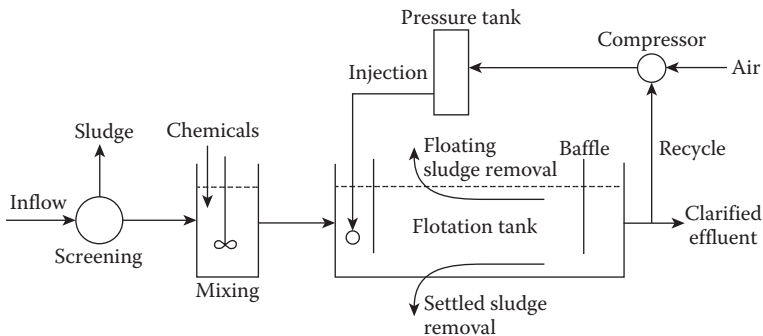 Pressure tank
Compressor
Injection
Air
Sludge
Chemicals
Floating
sludge removal
Baffle
Recycle
Inflow
Flotation tank
Clarified
effluent
Screening
Mixing
Settled sludge
removal